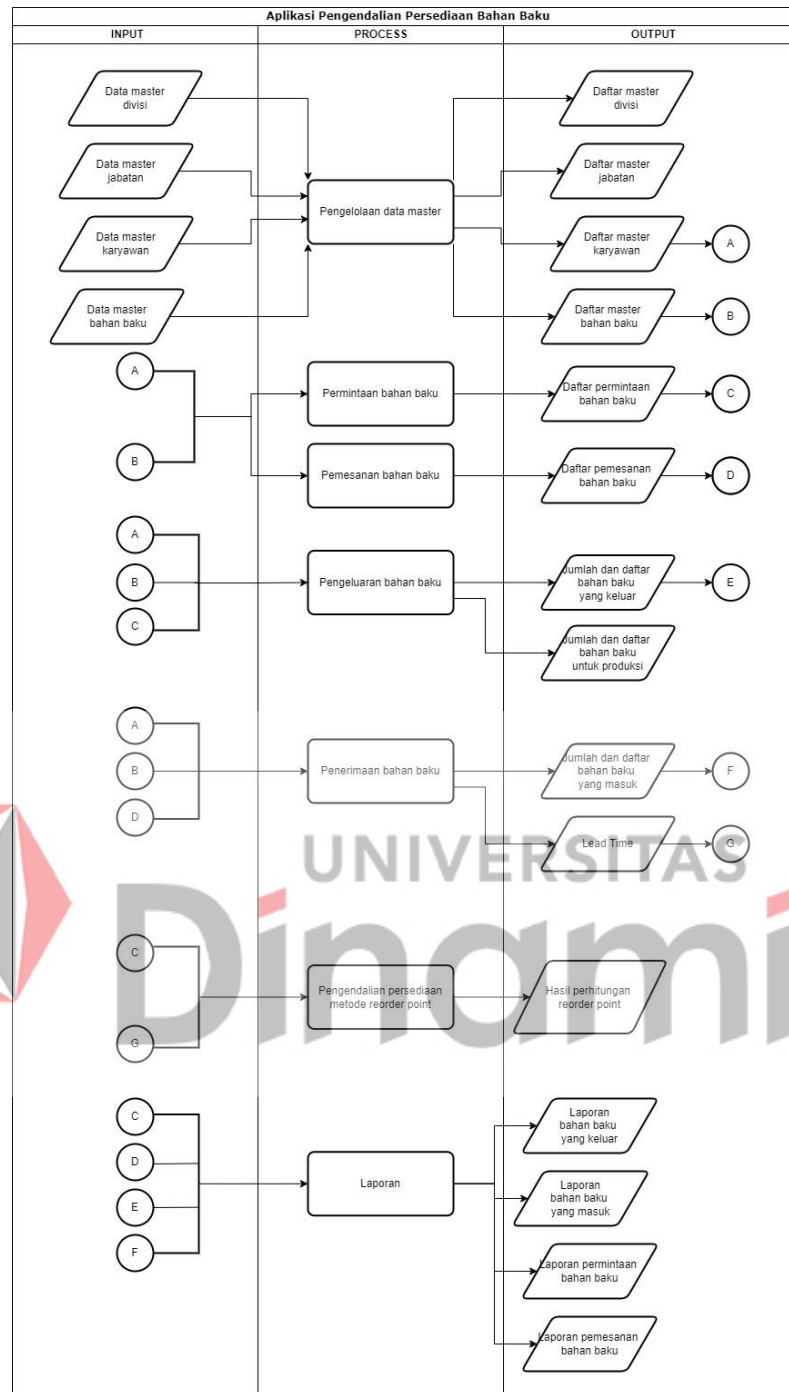 Aplikasi Pengendalian Persediaan Bahan Baku
INPUT
PROCESS
OUTPUT
Data master
divisi
Daftar master
divisi
Data master
jabatan
Daftar master
jabatan
Pengelolaan data master
Data master
karyawan
Daftar master
karyawan
A
Data master
bahan baku
Daftar master
bahan baku
B
A
B
Permintaan bahan baku
Daftar permintaan
bahan baku
C
Pemesanan bahan baku
Daftar pemesanan
bahan baku
D
A
B
C
Pengeluaran bahan baku
Jumlah dan daftar
bahan baku
yang keluar
E
Jumlah dan daftar
bahan baku
untuk produksi
A
B
D
Penerimaan bahan baku
Jumlah dan daftar
bahan baku
yang masuk
F
Lead Time
G
UNIVERSITAS
Dinami
C
G
Pengendalian persediaan
metode reorder point
Hasil perhitungan
reorder point
C
D
E
F
Laporan
Laporan
bahan baku
yang keluar
Laporan
bahan baku
yang masuk
Laporan permintaan
bahan baku
Laporan pemesanan
bahan baku